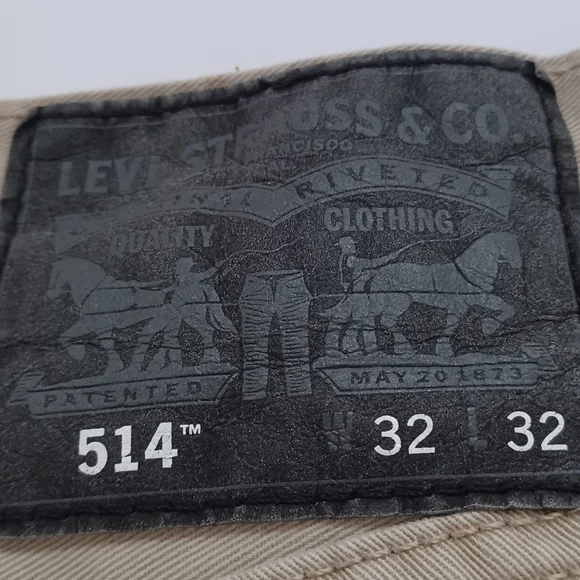 LEVI STRAUSS & CO.
RIVETED
QUALITY CLOTHING
PATENTED MAY 20 1873
514™ W 32 L 32